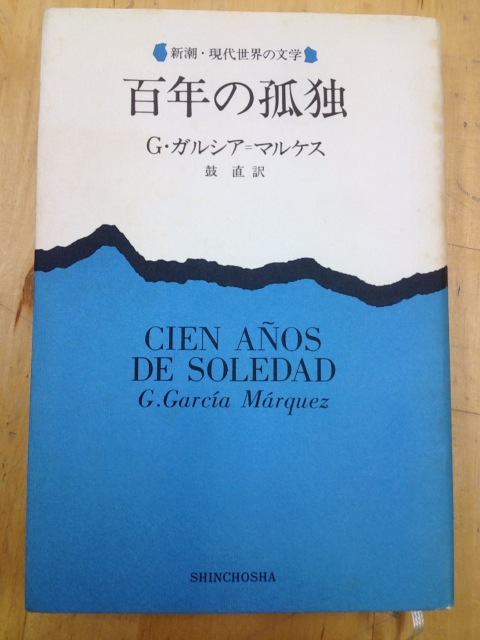 新潮・現代世界の文学
百年の孤独
G・ガルシア=マルケス
鼓 直 訳
CIEN AÑOS
DE SOLEDAD
G.García Márquez
SHINCHOSHA